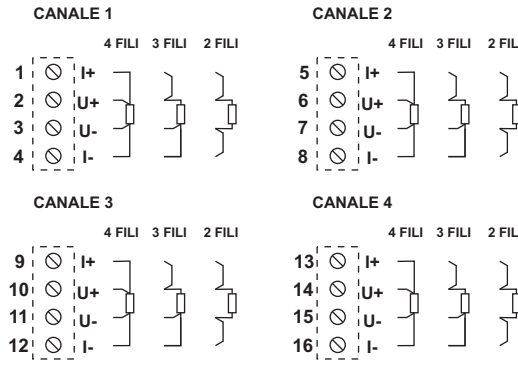 CANALE 1
4 FILI 3 FILI 2 FILI
1 I+
2 U+
3 U-
4 I-
CANALE 2
4 FILI 3 FILI 2 FIL
5 I+
6 U+
7 U-
8 I-
CANALE 3
4 FILI 3 FILI 2 FILI
9 I+
10 U+
11 U-
12 I-
CANALE 4
4 FILI 3 FILI 2 FIL
13 I+
14 U+
15 U-
16 I-